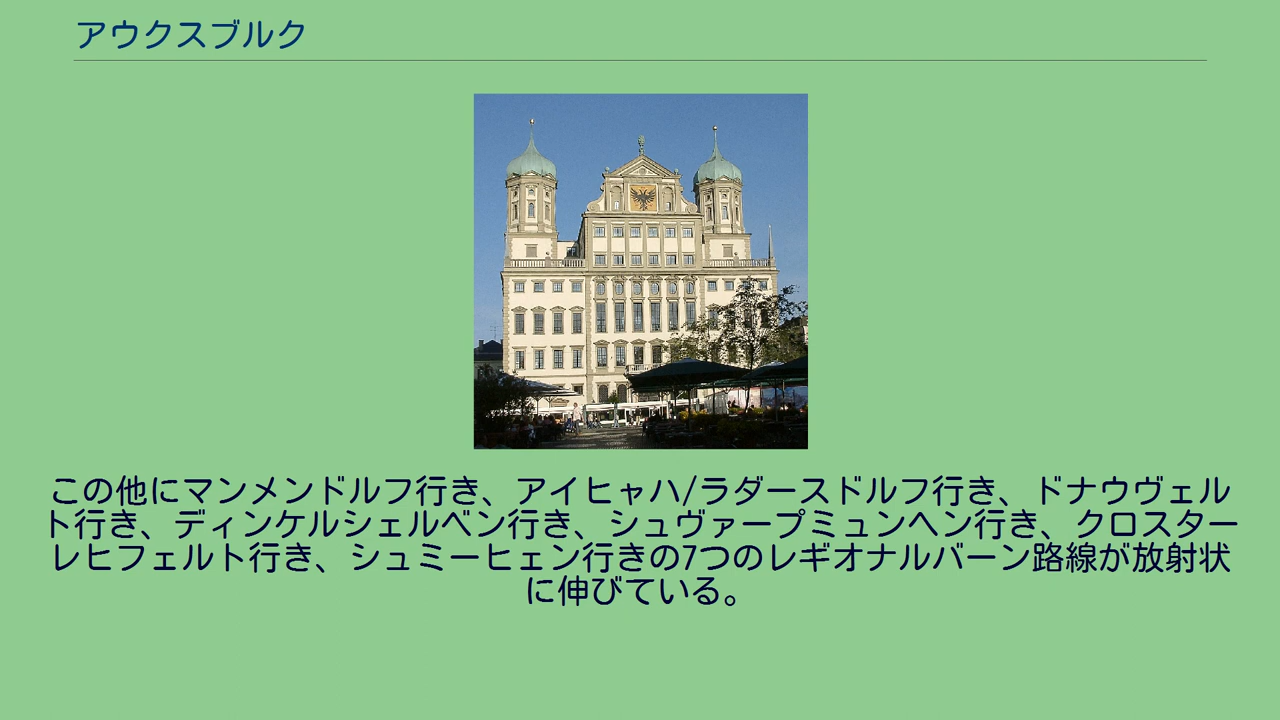 アウクスブルク
この他にマンメンドルフ行き、アイヒャハ/ラダースドルフ行き、ドナウヴェル
ト行き、ディンケルシェルベン行き、シュヴァープミュンヘン行き、クロスター
レヒフェルト行き、シュミーヒェン行きの7つのレギオナルバーン路線が放射状
に伸びている。